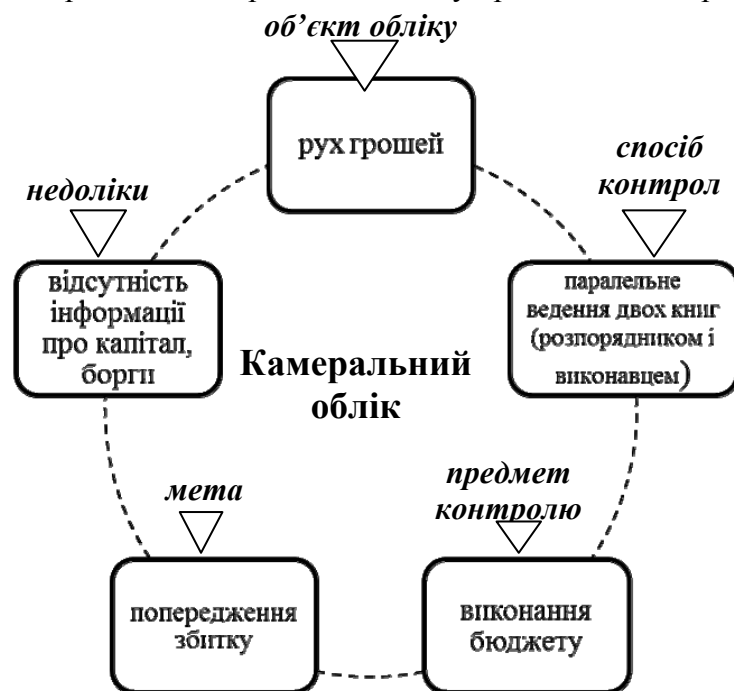 об’єкт обліку
рух грошей
спосіб
контрол
паралельне
ведення двох книг
(розпорядником і
виконавцем)
недоліки
відсутність
інформації
про капітал,
борги
Камеральний
облік
мета
попередження
збитку
предмет
контролю
виконання
бюджету